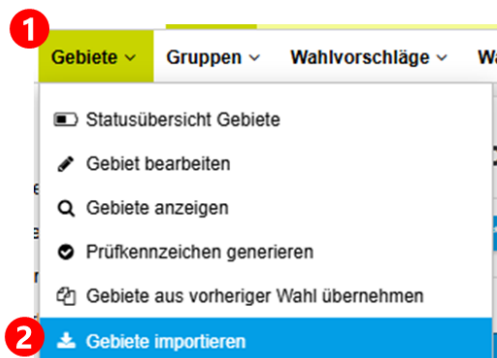 1
Gebiete Gruppen Wahlvorschläge
Statusübersicht Gebiete
Gebiet bearbeiten
Gebiete anzeigen
Prüfkennzeichen generieren
Gebiete aus vorheriger Wahl übernehmen
2 Gebiete importieren